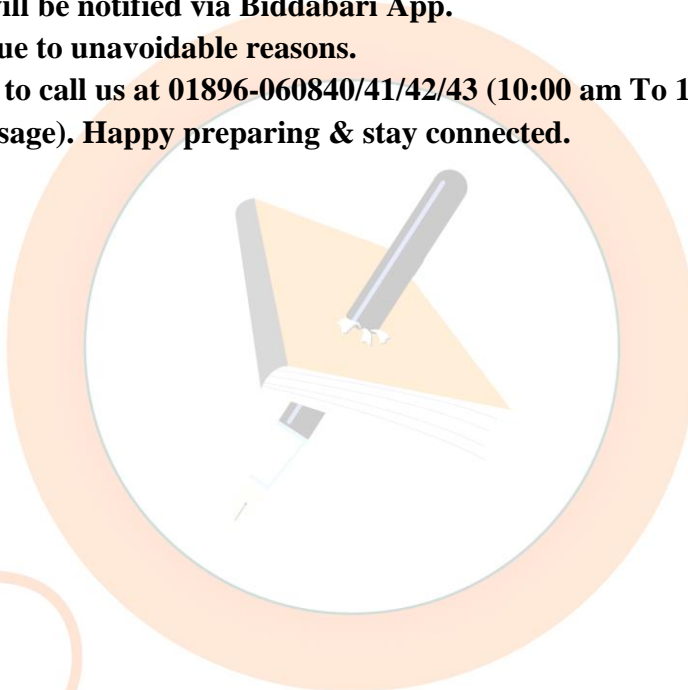 will be notified via Biddabari App.
ue to unavoidable reasons.
to call us at 01896-060840/41/42/43 (10:00 am To 1
sage). Happy preparing & stay connected.